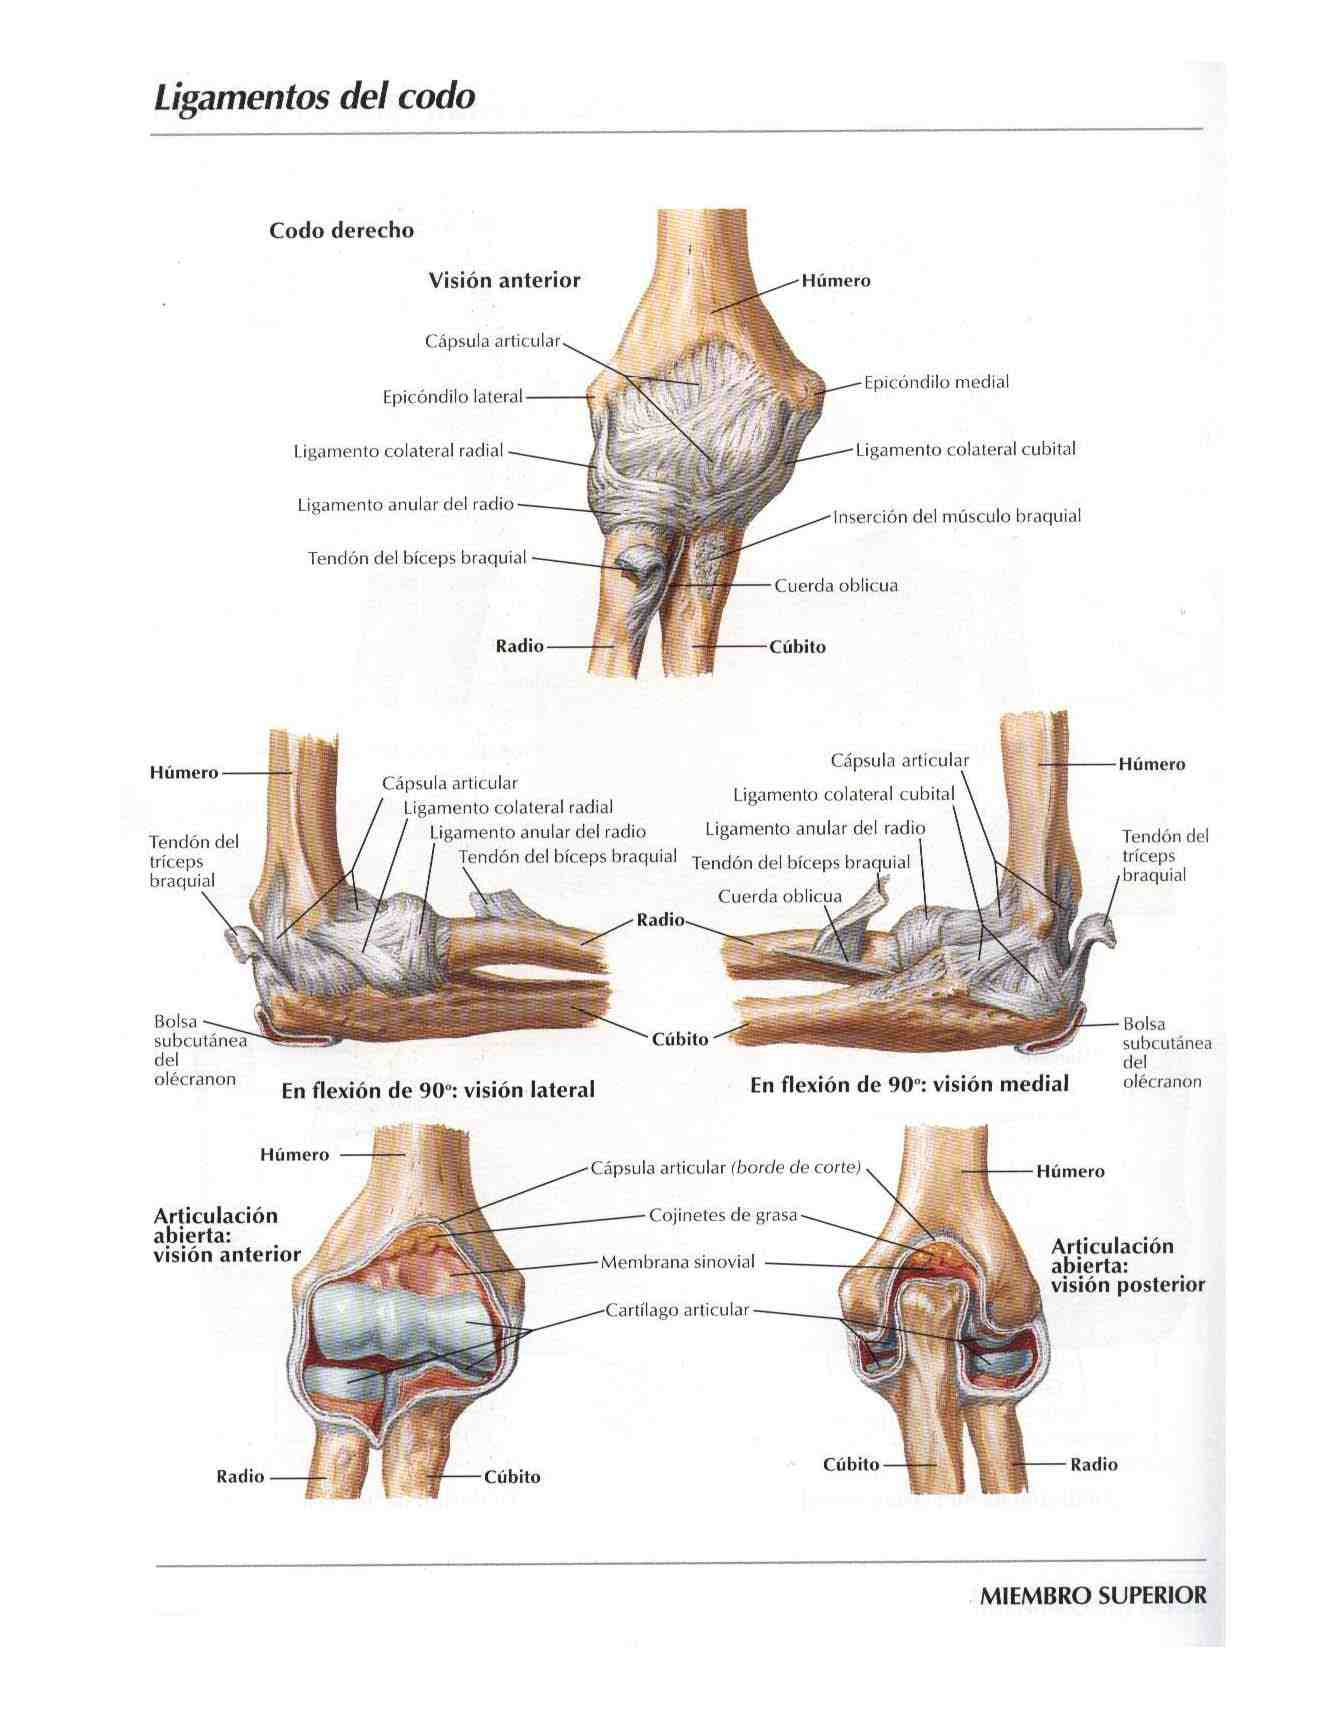 Ligamentos del codo
Codo derecho
Visión anterior
Húmero
Cápsula articular
Epicóndilo medial
Epicóndilo lateral
Ligamento colateral radial
Ligamento colateral cubital
Ligamento anular del radio
Inserción del músculo braquial
Tendón del bíceps braquial
Cuerda oblicua
Radio
Cúbito
Húmero
Cápsula articular
Ligamento colateral radial
Ligamento anular del radio
Tendón del bíceps braquial
Tendón del
tríceps
braquial
Bolsa
subcutánea
del
olécranon
En flexión de 90º: visión lateral
Radio
Cúbito
Cápsula articular
Ligamento colateral cubital
Ligamento anular del radio
Tendón del bíceps braquial
Cuerda oblicua
Húmero
Tendón del
tríceps
braquial
Bolsa
subcutánea
del
olécranon
En flexión de 90º: visión medial
Húmero
Articulación
abierta:
visión anterior
Cápsula articular (borde de corte)
Cojinetes de grasa
Membrana sinovial
Cartílago articular
Húmero
Articulación
abierta:
visión posterior
Radio
Cúbito
Cúbito
Radio
MIEMBRO SUPERIOR